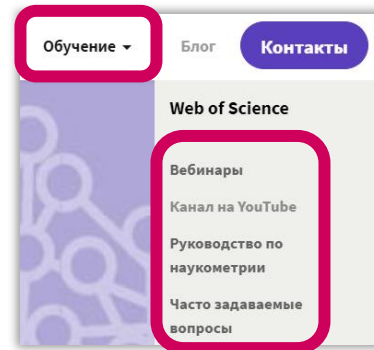 Обучение
Блог
Контакты
Web of Science
Вебинары
Канал на YouTube
Руководство по
наукометрии
Часто задаваемые
вопросы